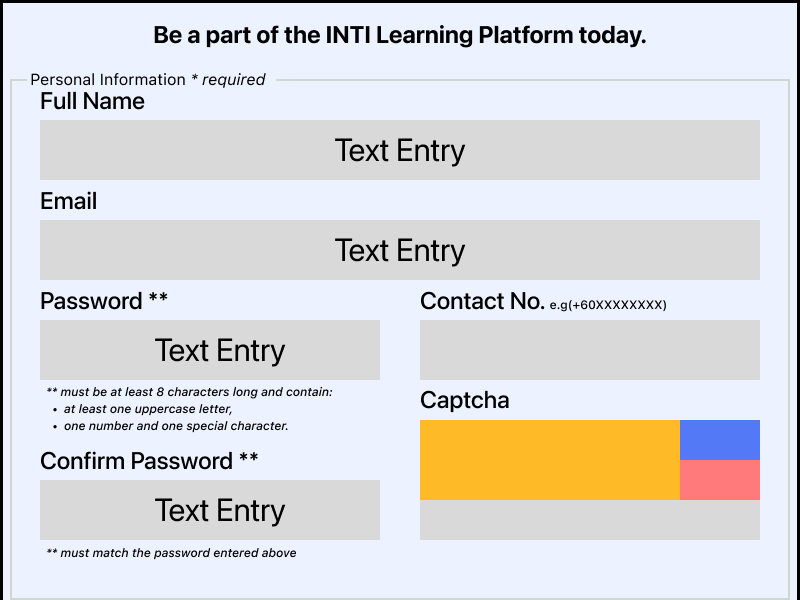 Be a part of the INTI Learning Platform today.
Personal Information * required
Full Name
Text Entry
Email
Text Entry
Password **
Text Entry
** must be at least 8 characters long and contain:
• at least one uppercase letter,
• one number and one special character.
Confirm Password **
Text Entry
** must match the password entered above
Contact No. e.g(+60XXXXXXXX)
Captcha